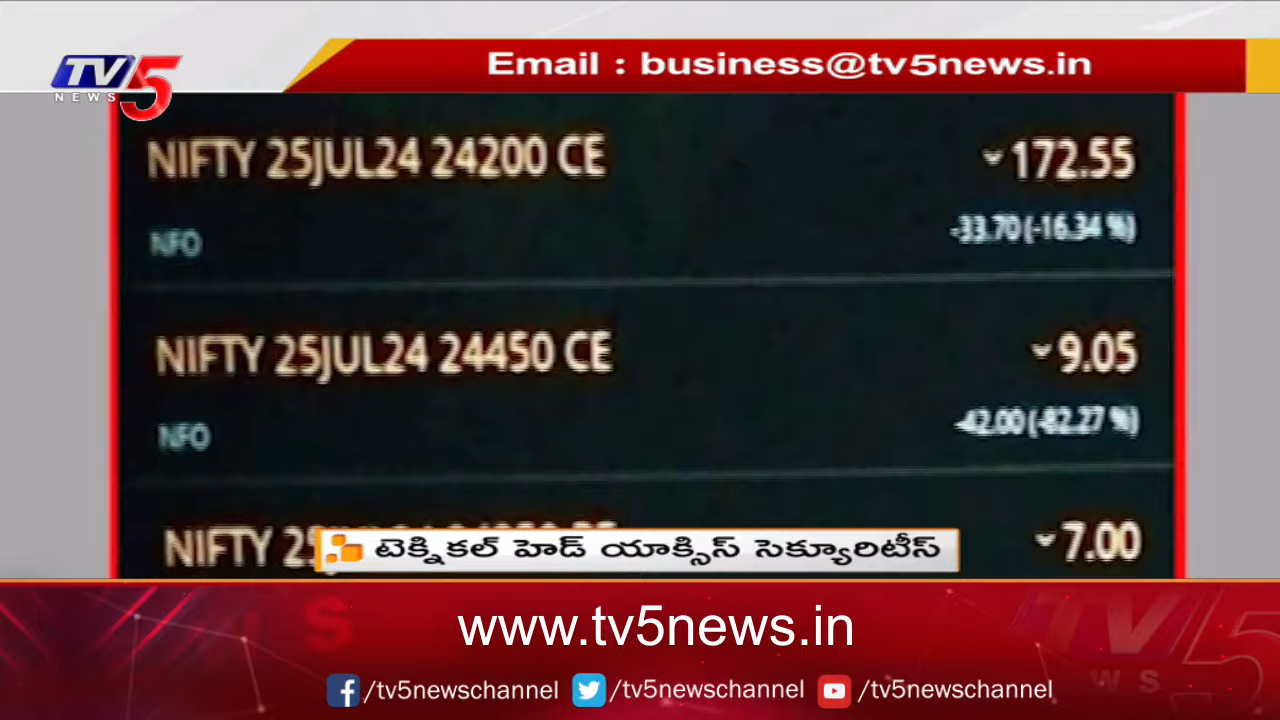 Email : business@tv5news.in
TV5
NEWS
NIFTY 25JUL24 24200 CE
172.55
NFO
-33.70 (-16.34 %)
NIFTY 25JUL24 24450 CE
9.05
NFO
-42.00 (-82.27 %)
NIFTY
7.00
టెక్నికల్ హెడ్ యాక్సిస్ సెక్యూరిటీస్
www.tv5news.in
/tv5newschannel /tv5newschannel /tv5newschannel